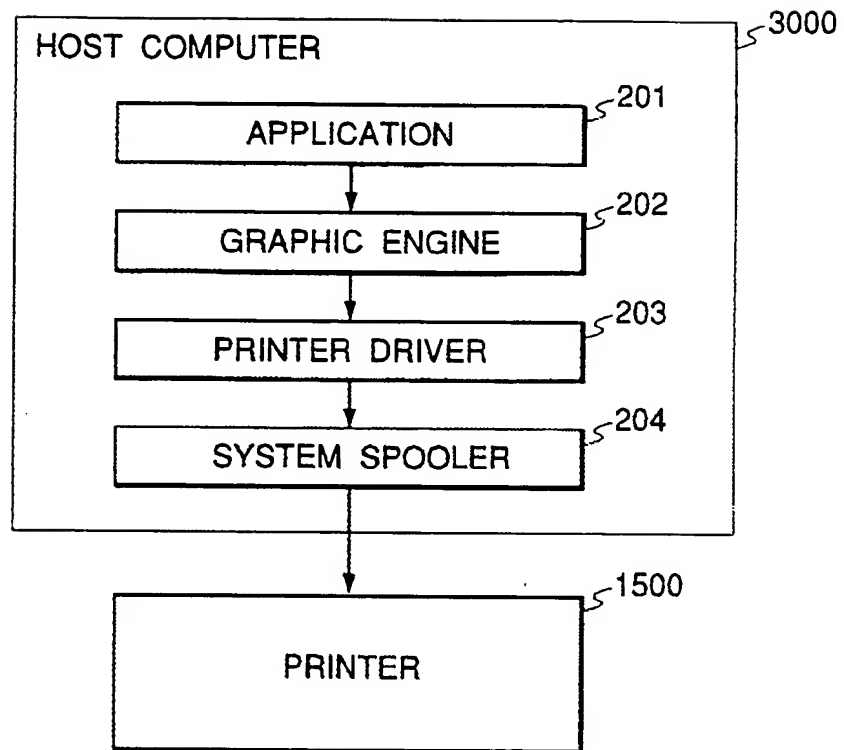 3000
HOST COMPUTER
201
APPLICATION
202
GRAPHIC ENGINE
203
PRINTER DRIVER
204
SYSTEM SPOOLER
1500
PRINTER